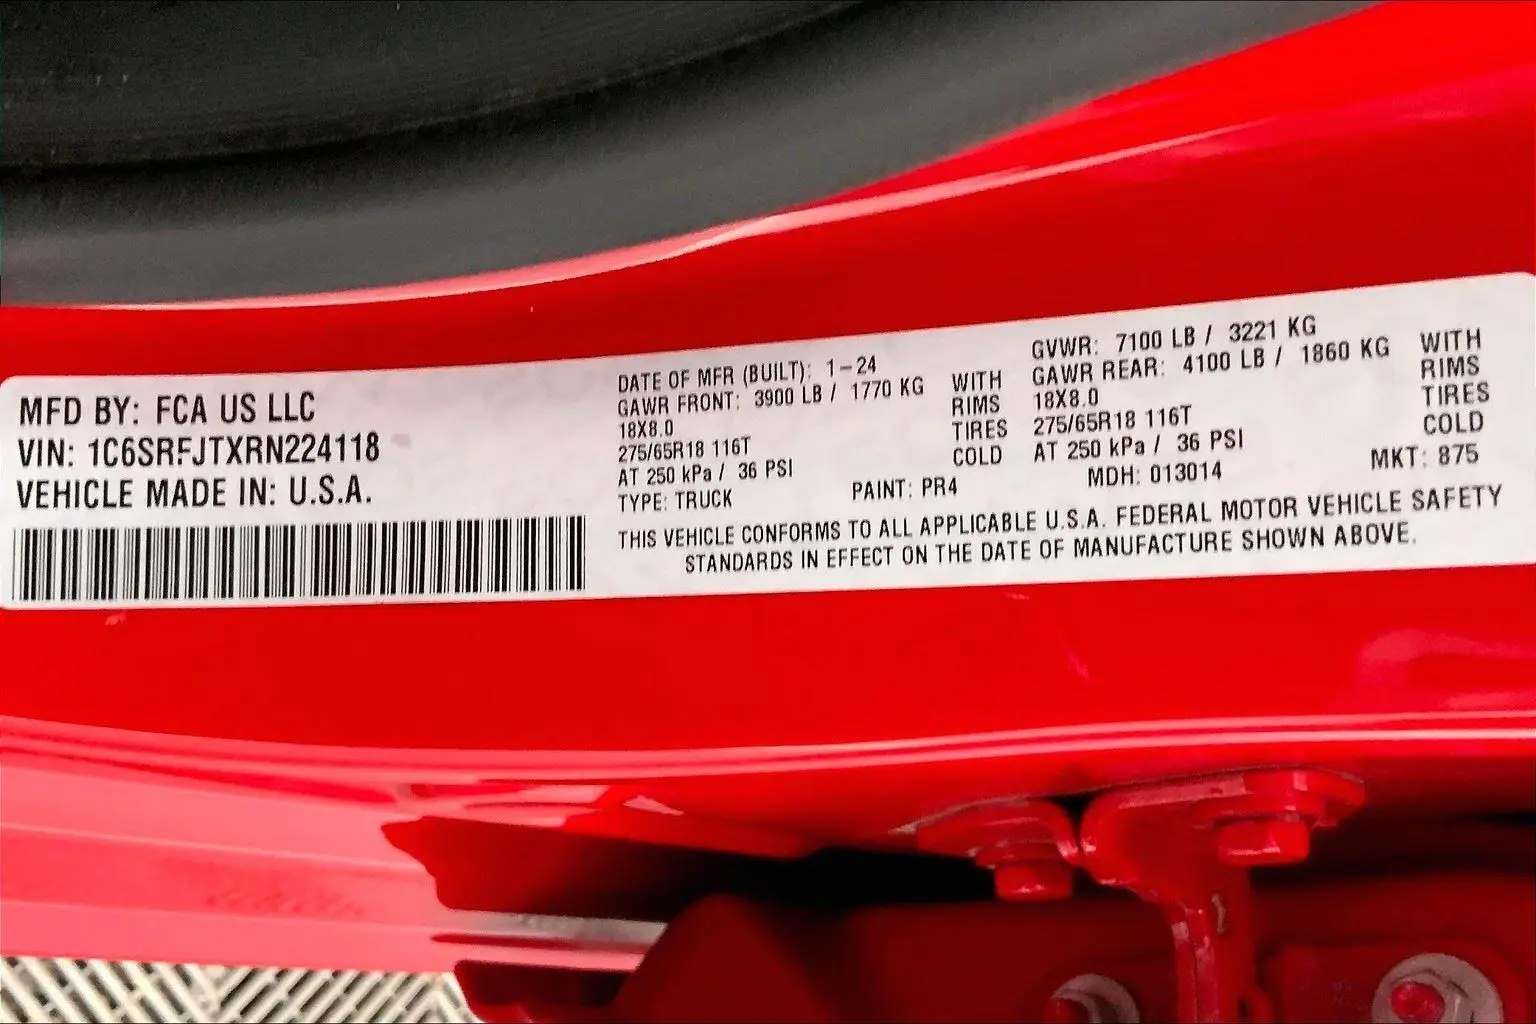 MFD BY: FCA US LLC
VIN: 1C6SRFJTXRN224118
VEHICLE MADE IN: U.S.A.
DATE OF MFR (BUILT): 1-24
GAWR FRONT: 3900 LB / 1770 KG WITH
18X8.0 RIMS
275/65R18 116T TIRES
AT 250 kPa / 36 PSI COLD
TYPE: TRUCK PAINT: PR4
GVWR: 7100 LB / 3221 KG
GAWR REAR: 4100 LB / 1860 KG WITH
18X8.0 RIMS
275/65R18 116T TIRES
AT 250 kPa / 36 PSI COLD
MDH: 013014 MKT: 875
THIS VEHICLE CONFORMS TO ALL APPLICABLE U.S.A. FEDERAL MOTOR VEHICLE SAFETY
STANDARDS IN EFFECT ON THE DATE OF MANUFACTURE SHOWN ABOVE.